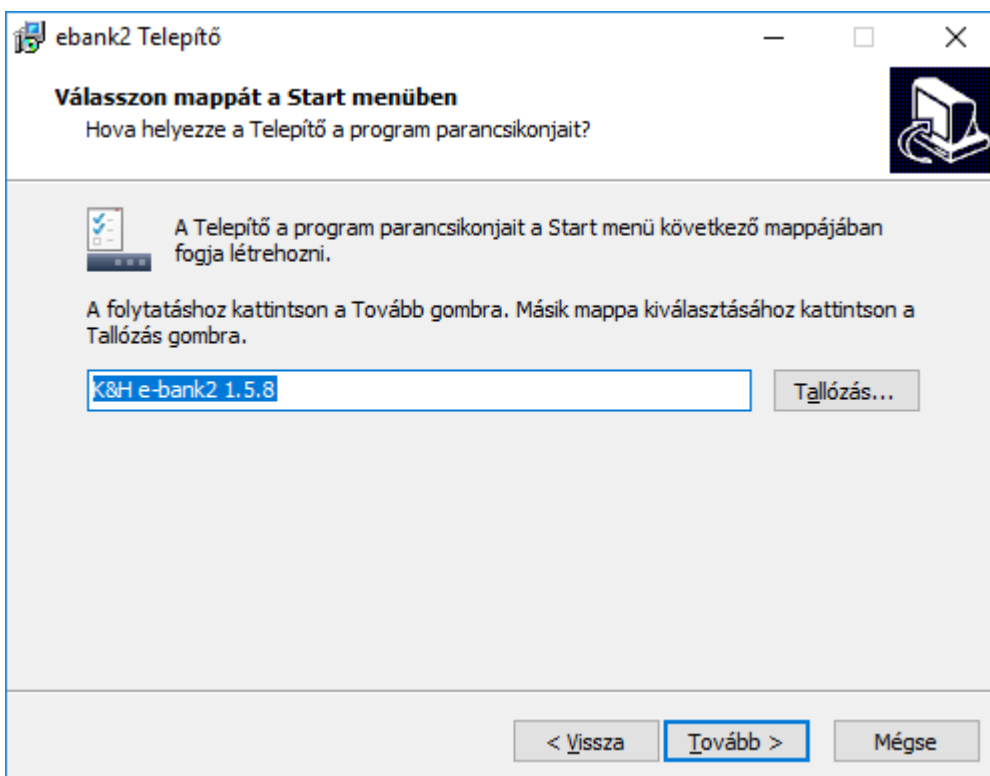 ebank2 Telepítő
Válasszon mappát a Start menüben
Hova helyezze a Telepítő a program parancsikonjait?
A Telepítő a program parancsikonjait a Start menü következő mappájában
fogja létrehozni.
A folytatáshoz kattintson a Tovább gombra. Másik mappa kiválasztásához kattintson a
Tallózás gombra.
K&H e-bank2 1.5.8
Tallózás...
< Vissza
Tovább >
Mégse